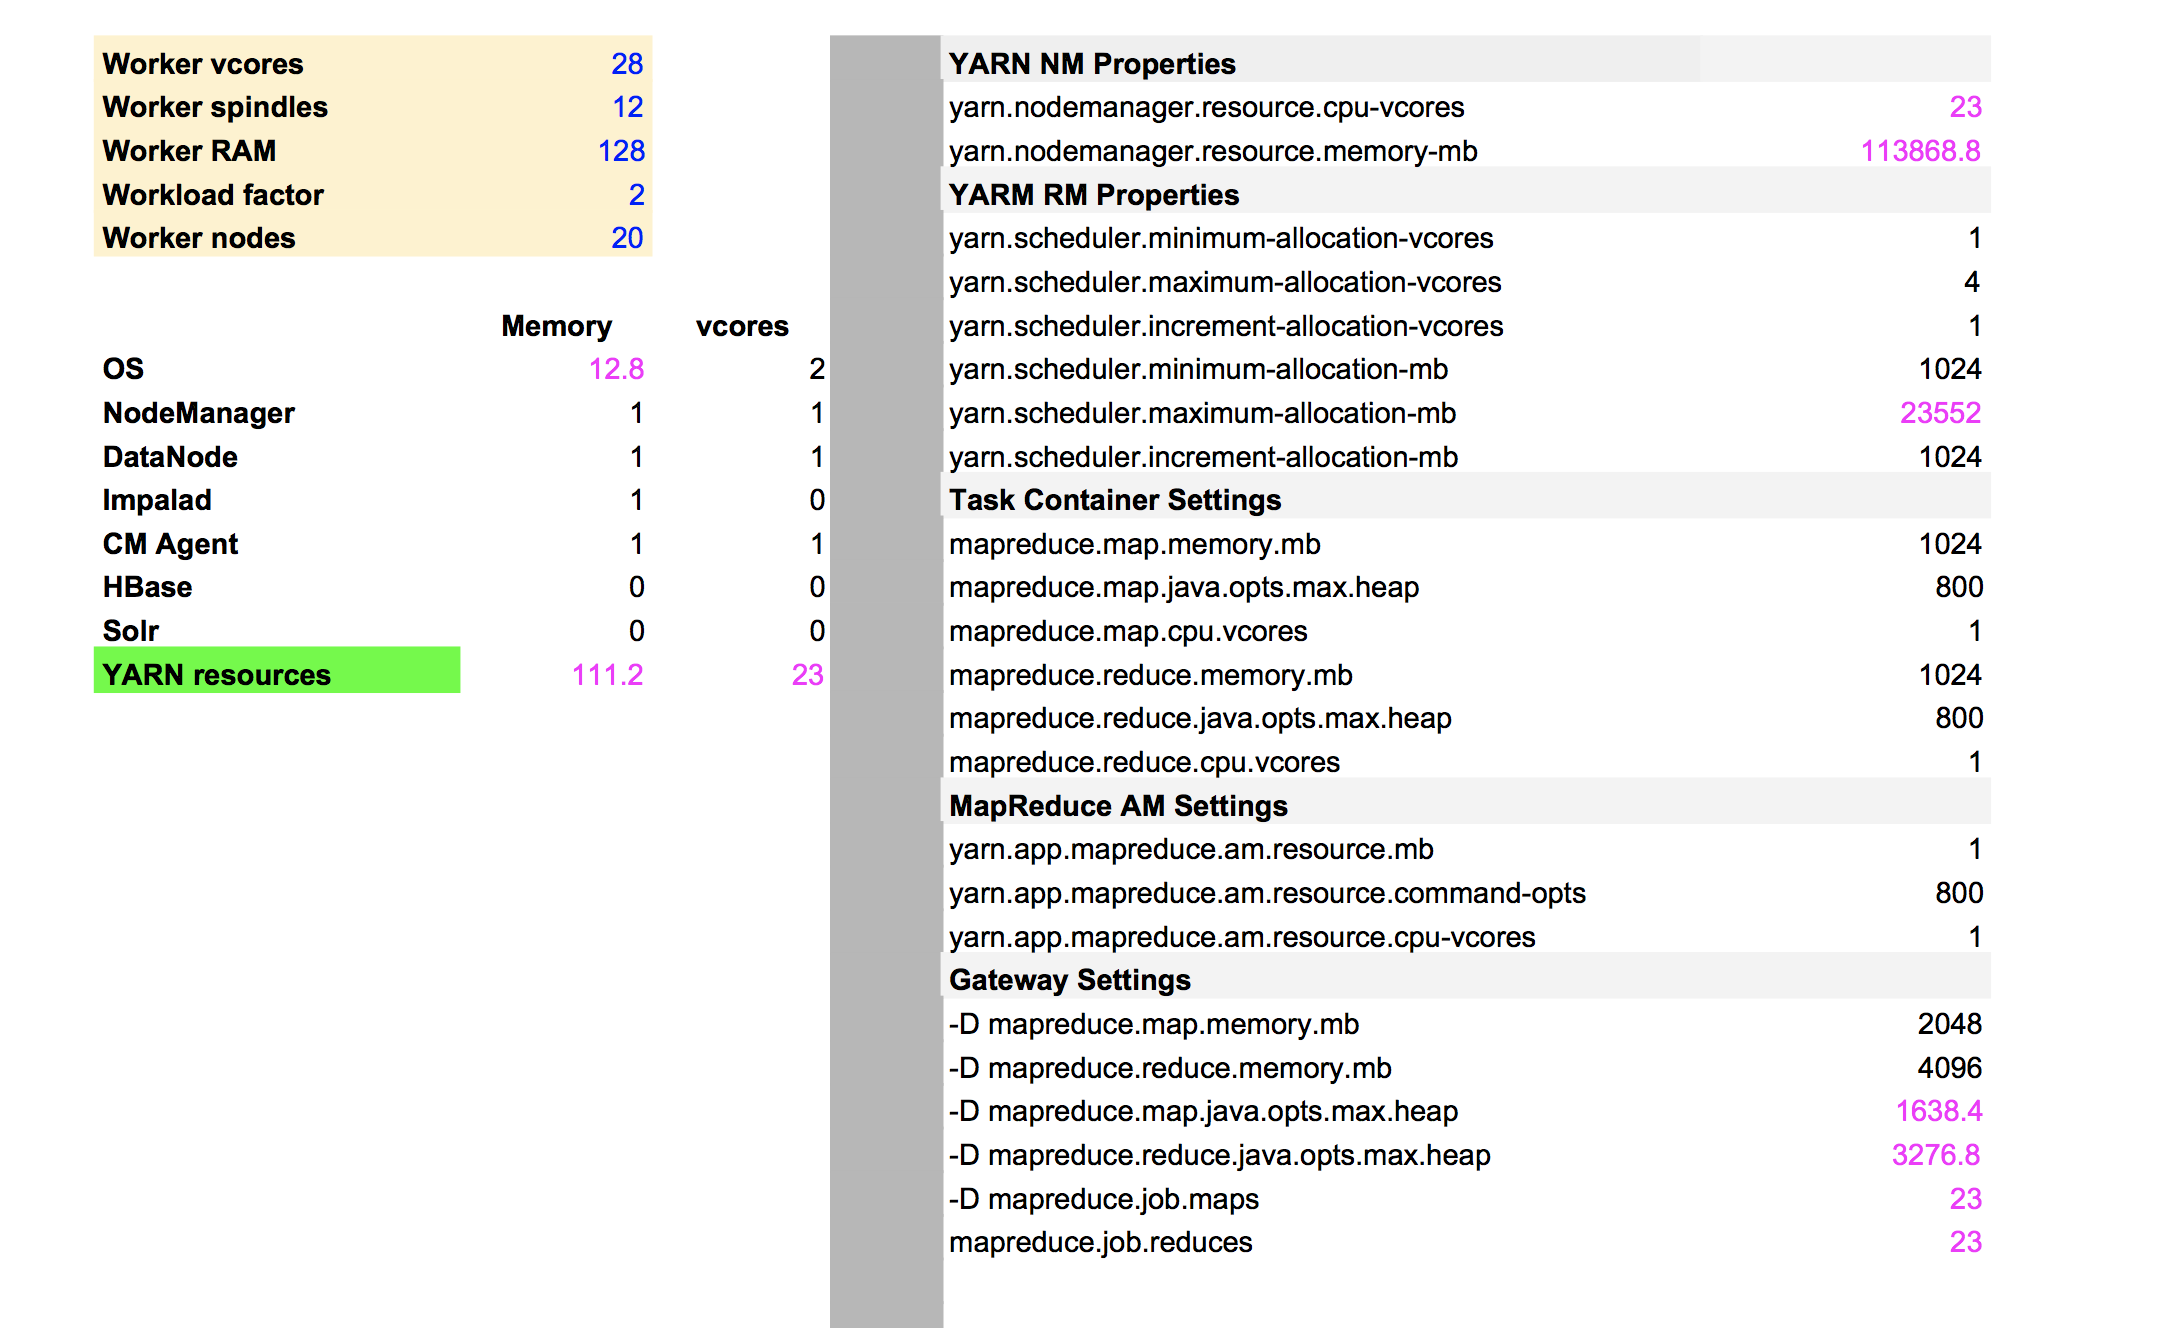 Worker vcores 28
Worker spindles 12
Worker RAM 128
Workload factor 2
Worker nodes 20
Memory vcores
OS 12.8 2
NodeManager 1 1
DataNode 1 1
Impalad 1 0
CM Agent 1 1
HBase 0 0
Solr 0 0
YARN resources 111.2 23
YARN NM Properties
yarn.nodemanager.resource.cpu-vcores 23
yarn.nodemanager.resource.memory-mb 113868.8
YARM RM Properties
yarn.scheduler.minimum-allocation-vcores 1
yarn.scheduler.maximum-allocation-vcores 4
yarn.scheduler.increment-allocation-vcores 1
yarn.scheduler.minimum-allocation-mb 1024
yarn.scheduler.maximum-allocation-mb 23552
yarn.scheduler.increment-allocation-mb 1024
Task Container Settings
mapreduce.map.memory.mb 1024
mapreduce.map.java.opts.max.heap 800
mapreduce.map.cpu.vcores 1
mapreduce.reduce.memory.mb 1024
mapreduce.reduce.java.opts.max.heap 800
mapreduce.reduce.cpu.vcores 1
MapReduce AM Settings
yarn.app.mapreduce.am.resource.mb 1
yarn.app.mapreduce.am.resource.command-opts 800
yarn.app.mapreduce.am.resource.cpu-vcores 1
Gateway Settings
-D mapreduce.map.memory.mb 2048
-D mapreduce.reduce.memory.mb 4096
-D mapreduce.map.java.opts.max.heap 1638.4
-D mapreduce.reduce.java.opts.max.heap 3276.8
-D mapreduce.job.maps 23
mapreduce.job.reduces 23